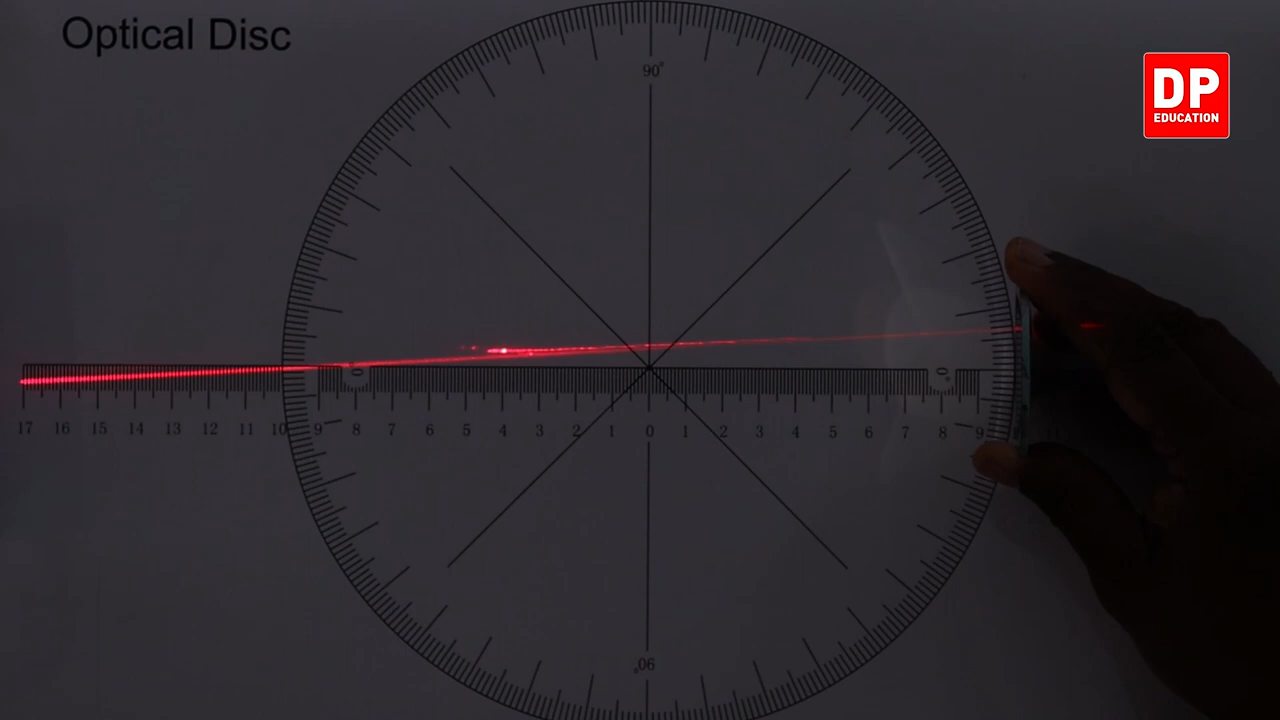 Optical Disc
DP
EDUCATION
90°
0 0°
17 16 15 14 13 12 11 10 9 8 7 6 5 4 3 2 1 0 1 2 3 4 5 6 7 8 9
90°